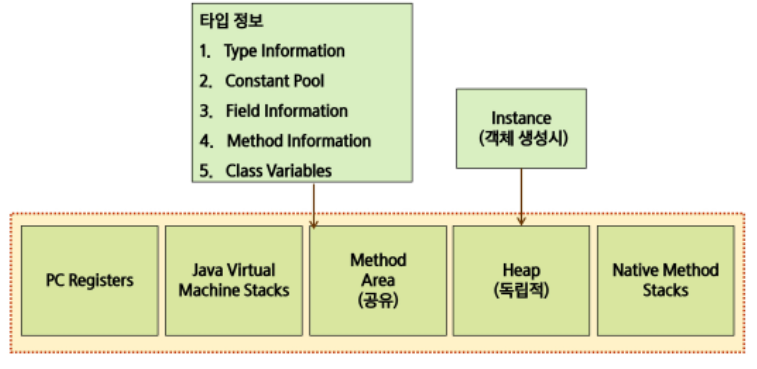 타입 정보
1. Type Information
2. Constant Pool
3. Field Information
4. Method Information
5. Class Variables
Instance
(객체 생성시)
PC Registers
Java Virtual
Machine Stacks
Method
Area
(공유)
Heap
(독립적)
Native Method
Stacks